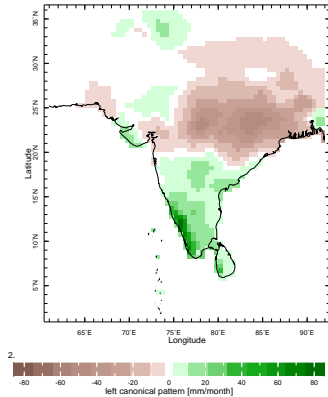 35˚N
30˚N
25˚N
20˚N
15˚N
10˚N
5˚N
Latitude
65˚E 70˚E 75˚E 80˚E 85˚E 90˚E
Longitude
2.
-80 -60 -40 -20 0 20 40 60 80
left canonical pattern [mm/month]